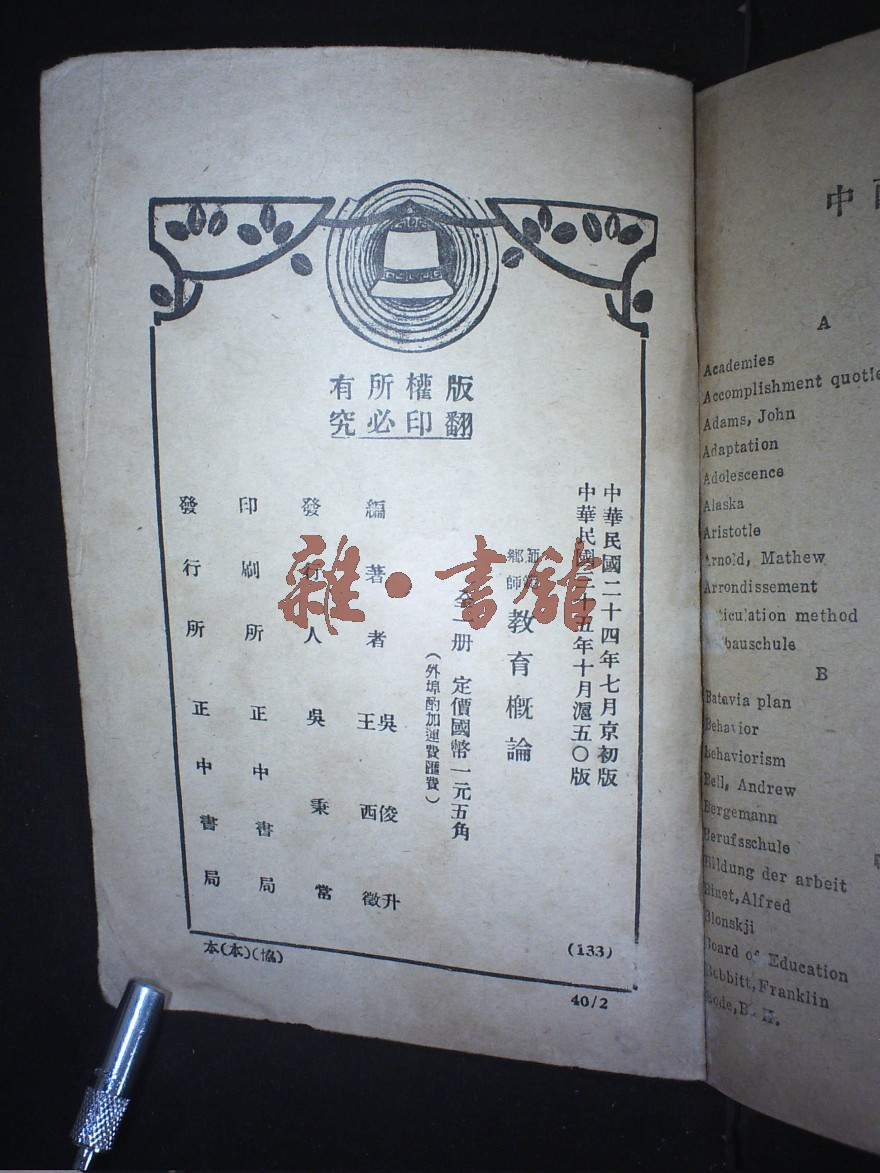 版權所有
翻印必究
中華民國二十四年七月京初版
中華民國三十五年十月滬五〇版
鄉師
教育概論
全一册 定價國幣一元五角
(外埠酌加運費匯費)
編著者 吳俊升
王西徵
發行人 吳秉常
印刷所 正中書局
發行所 正中書局
(133)
本(本)(協)
40/2
雜·書館
中
A
Academies
Accomplishment quotie
Adams, John
Adaptation
Adolescence
Alaska
Aristotle
Arnold, Mathew
Arrondissement
ticulation method
bauschule
B
Batavia plan
Behavior
Behaviorism
Bell, Andrew
Bergemann
Berufsschule
Bildung der arbeit
Binet,Alfred
Blonskji
Board of Education
Bobbitt,Franklin
Bode,B. H.